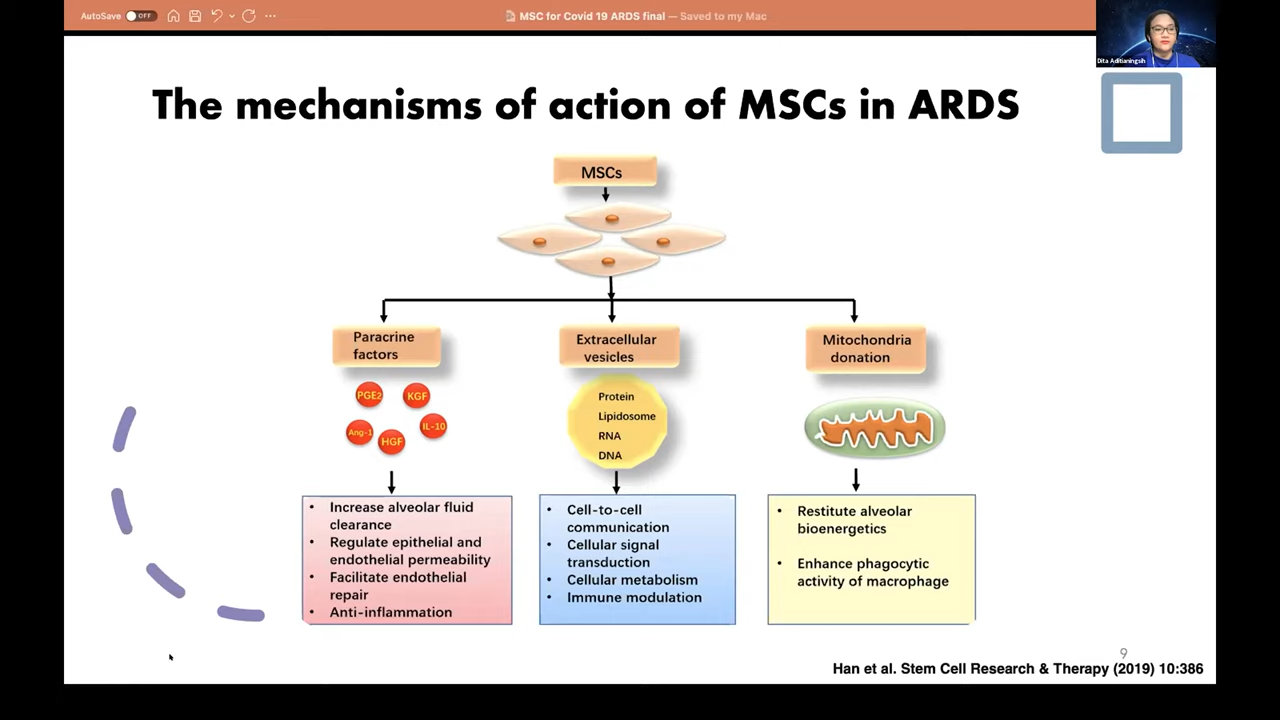 AutoSave OFF
MSC for Covid 19 ARDS final — Saved to my Mac
Dita Aditianingsih
The mechanisms of action of MSCs in ARDS
MSCs
Paracrine
factors
PGE2
KGF
Ang-1
HGF
IL-10
Increase alveolar fluid
clearance
Regulate epithelial and
endothelial permeability
Facilitate endothelial
repair
Anti-inflammation
Extracellular
vesicles
Protein
Lipidosome
RNA
DNA
Cell-to-cell
communication
Cellular signal
transduction
Cellular metabolism
Immune modulation
Mitochondria
donation
Restitute alveolar
bioenergetics
Enhance phagocytic
activity of macrophage
9
Han et al. Stem Cell Research & Therapy (2019) 10:386